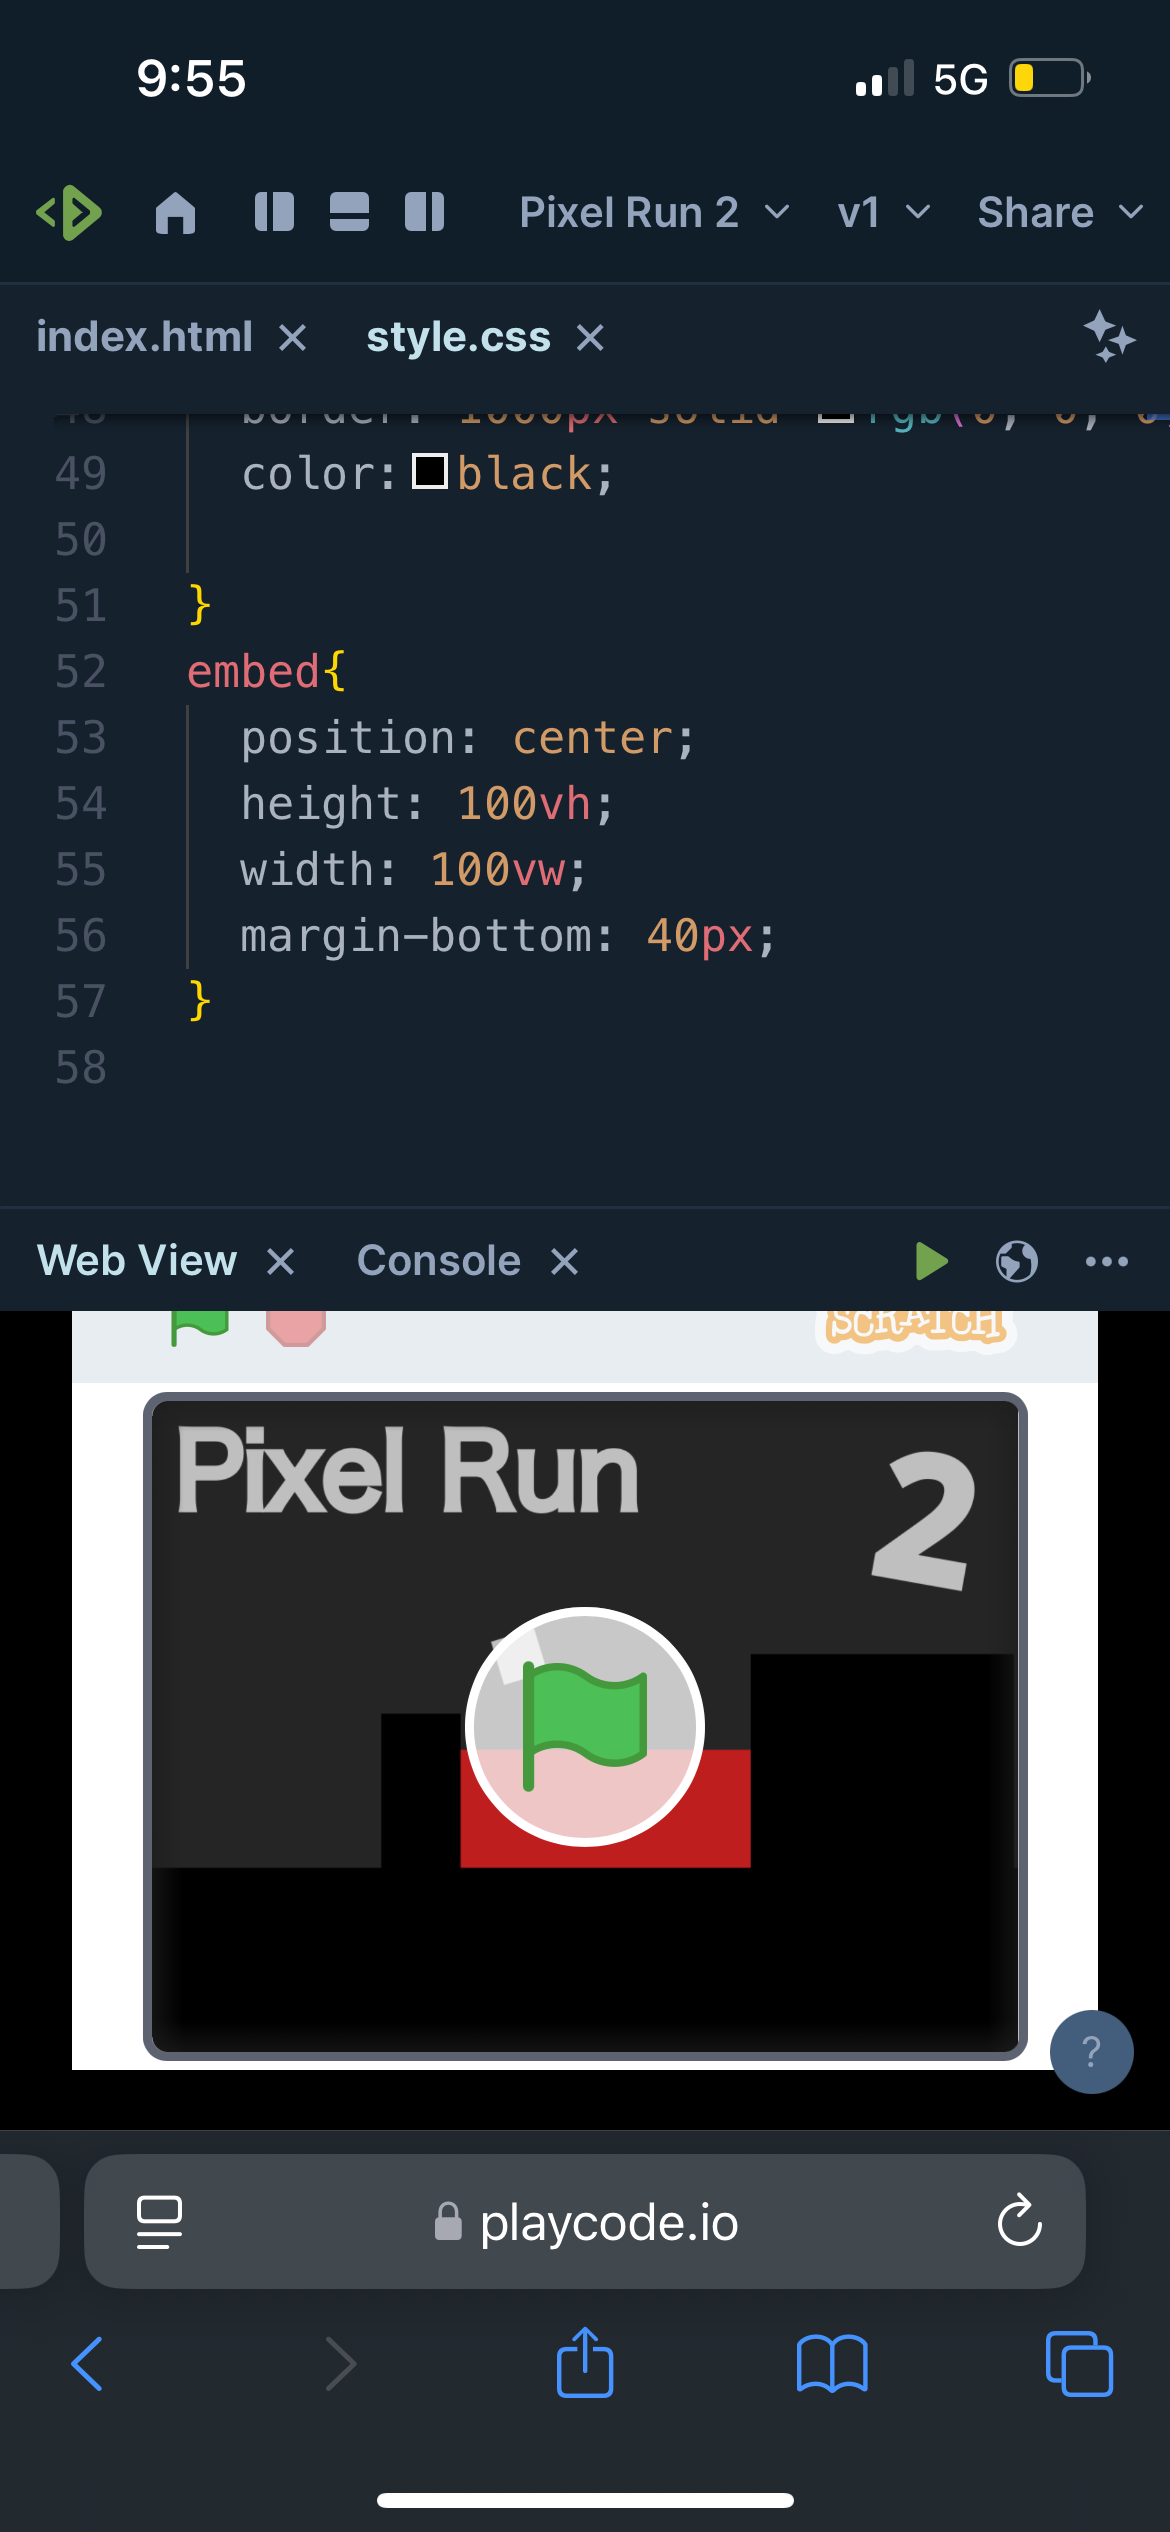 9:55
5G
Pixel Run 2
v1
Share
index.html
style.css
48 border: 1000px solid rgb(0, 0, 0,
49 color: black;
50
51 }
52 embed{
53 position: center;
54 height: 100vh;
55 width: 100vw;
56 margin-bottom: 40px;
57 }
58
Web View
Console
SCRATCH
Pixel Run
2
?
playcode.io